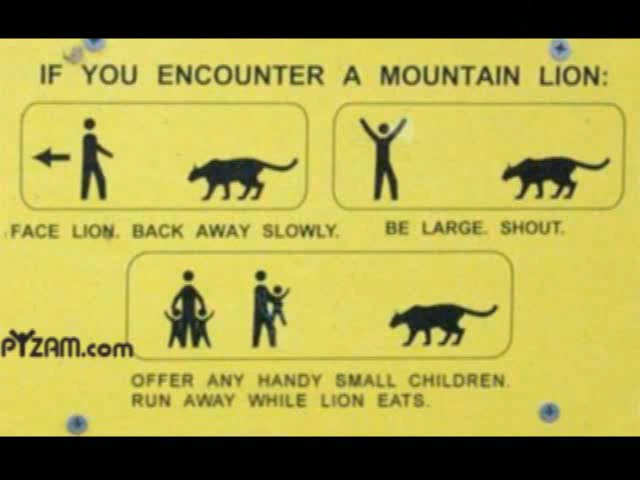 IF YOU ENCOUNTER A MOUNTAIN LION:
FACE LION. BACK AWAY SLOWLY.
BE LARGE. SHOUT.
PYZAM.com
OFFER ANY HANDY SMALL CHILDREN.
RUN AWAY WHILE LION EATS.